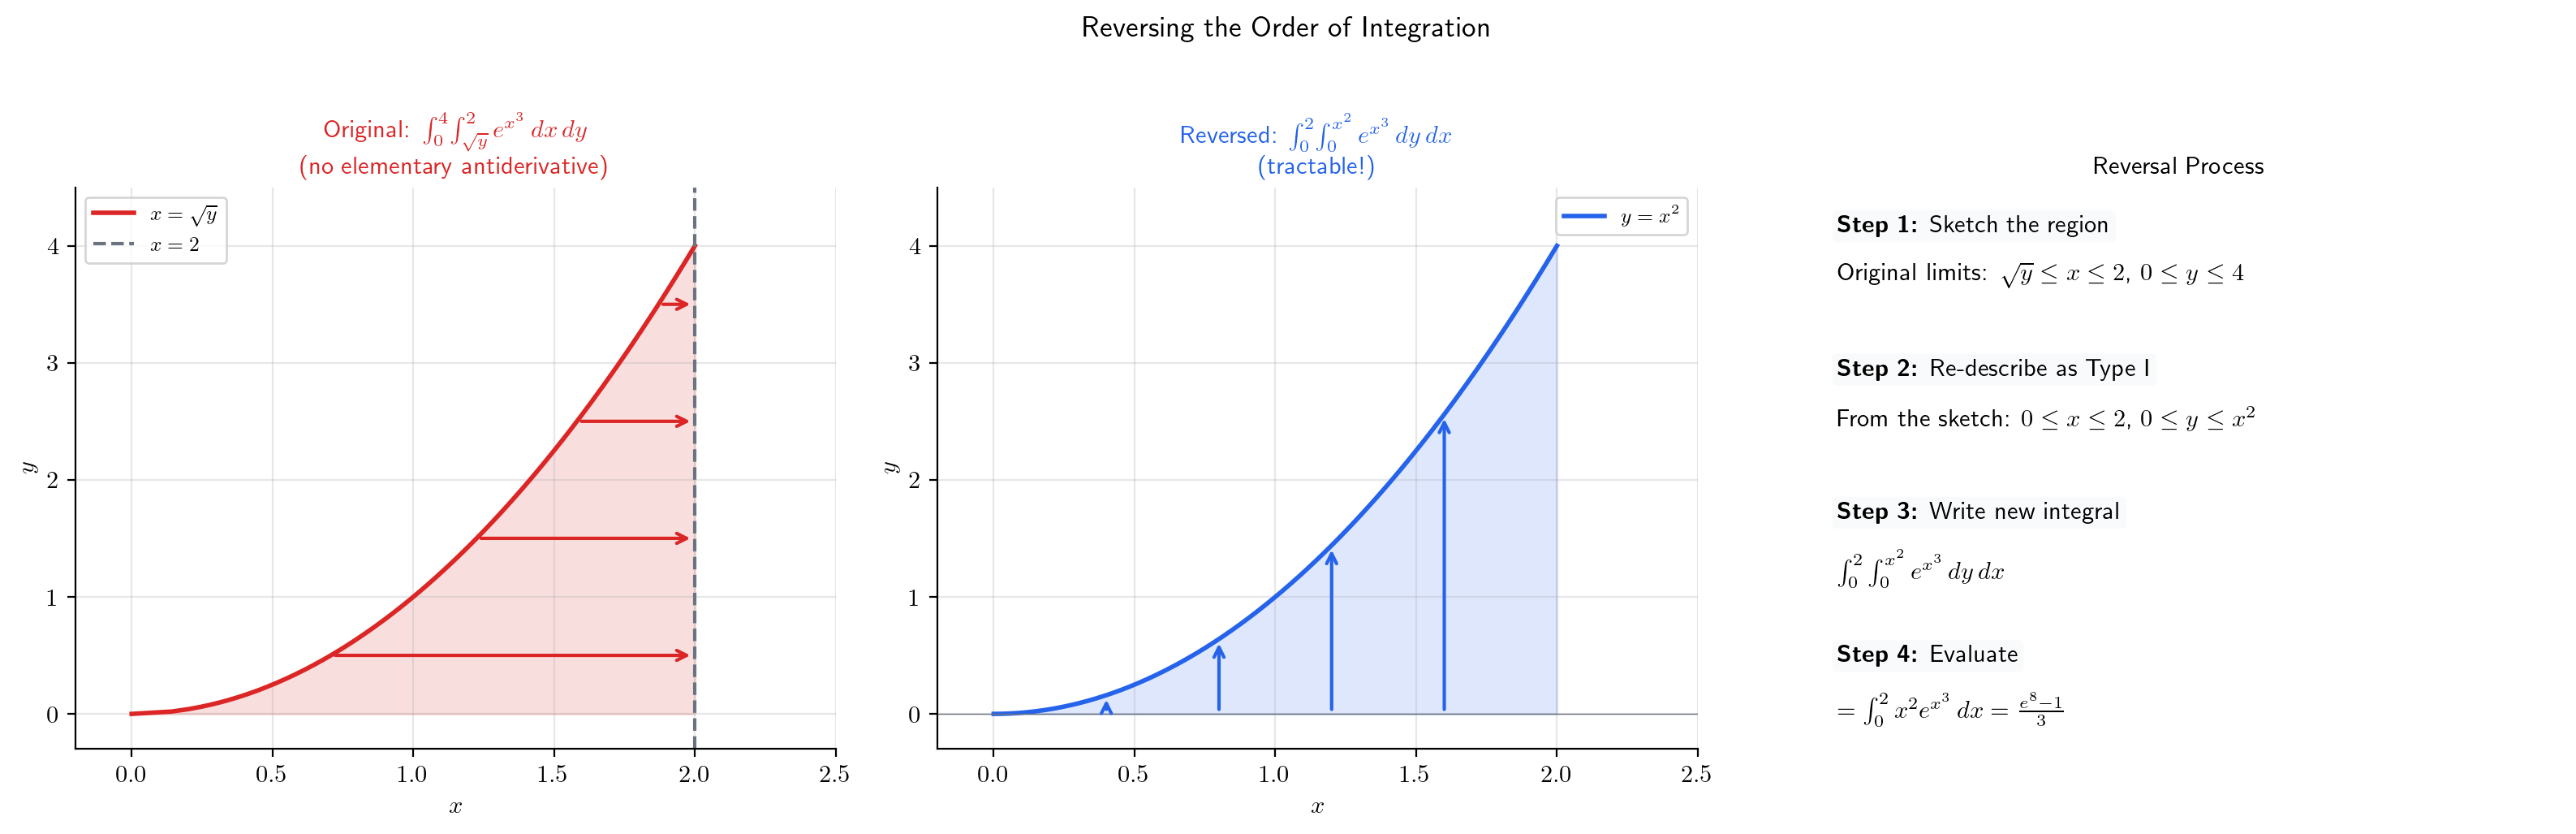 Reversing the Order of Integration
Original: ∫₀⁴ ∫_√y² e^{x³} dx dy
(no elementary antiderivative)
x = √y
x = 2
4
3
2
1
0
y
0.0 0.5 1.0 1.5 2.0 2.5
x
Reversed: ∫₀² ∫₀^{x²} e^{x³} dy dx
(tractable!)
y = x²
4
3
2
1
0
y
0.0 0.5 1.0 1.5 2.0 2.5
x
Reversal Process
Step 1: Sketch the region
Original limits: √y ≤ x ≤ 2, 0 ≤ y ≤ 4
Step 2: Re-describe as Type I
From the sketch: 0 ≤ x ≤ 2, 0 ≤ y ≤ x²
Step 3: Write new integral
∫₀² ∫₀^{x²} e^{x³} dy dx
Step 4: Evaluate
= ∫₀² x² e^{x³} dx = (e⁸−1)/3